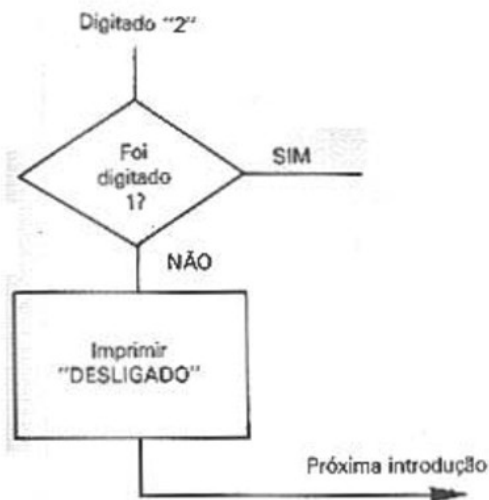 Digitado "2"
Foi
digitado
1?
SIM
NÃO
Imprimir
"DESLIGADO"
Próxima introdução